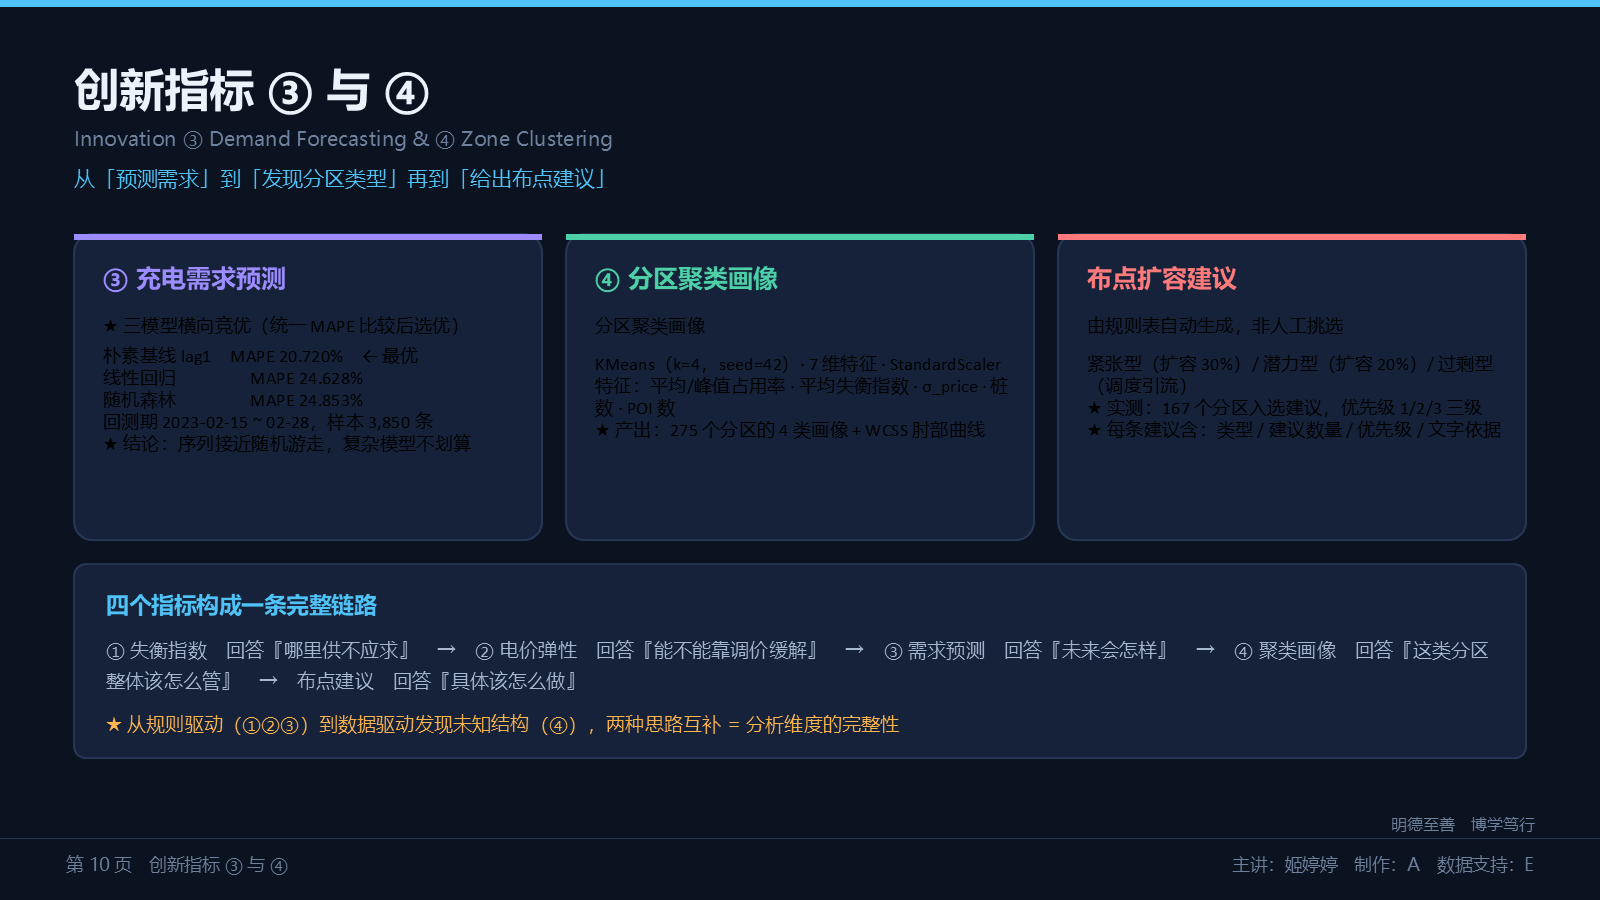 创新指标 ③ 与 ④
Innovation ③ Demand Forecasting & ④ Zone Clustering
从「预测需求」到「发现分区类型」再到「给出布点建议」
③ 充电需求预测
★ 三模型横向竞优（统一 MAPE 比较后选优）
朴素基线 lag1    MAPE 20.720%    ← 最优
线性回归    MAPE 24.628%
随机森林    MAPE 24.853%
回测期 2023-02-15 ~ 02-28，样本 3,850 条
★ 结论：序列接近随机游走，复杂模型不划算
④ 分区聚类画像
分区聚类画像
KMeans（k=4，seed=42）· 7 维特征 · StandardScaler
特征：平均/峰值占用率 · 平均失衡指数 · σ_price · 桩
数 · POI 数
★ 产出：275 个分区的 4 类画像 + WCSS 肘部曲线
布点扩容建议
由规则表自动生成，非人工挑选
紧张型（扩容 30%）/ 潜力型（扩容 20%）/ 过剩型
（调度引流）
★ 实测：167 个分区入选建议，优先级 1/2/3 三级
★ 每条建议含：类型 / 建议数量 / 优先级 / 文字依据
四个指标构成一条完整链路
① 失衡指数　回答『哪里供不应求』　→　② 电价弹性　回答『能不能靠调价缓解』　→　③ 需求预测　回答『未来会怎样』　→　④ 聚类画像　回答『这类分区
整体该怎么管』　→　布点建议　回答『具体该怎么做』
★ 从规则驱动（①②③）到数据驱动发现未知结构（④），两种思路互补 = 分析维度的完整性
明德至善　博学笃行
第 10 页　创新指标 ③ 与 ④
主讲：姬婷婷　制作：A　数据支持：E